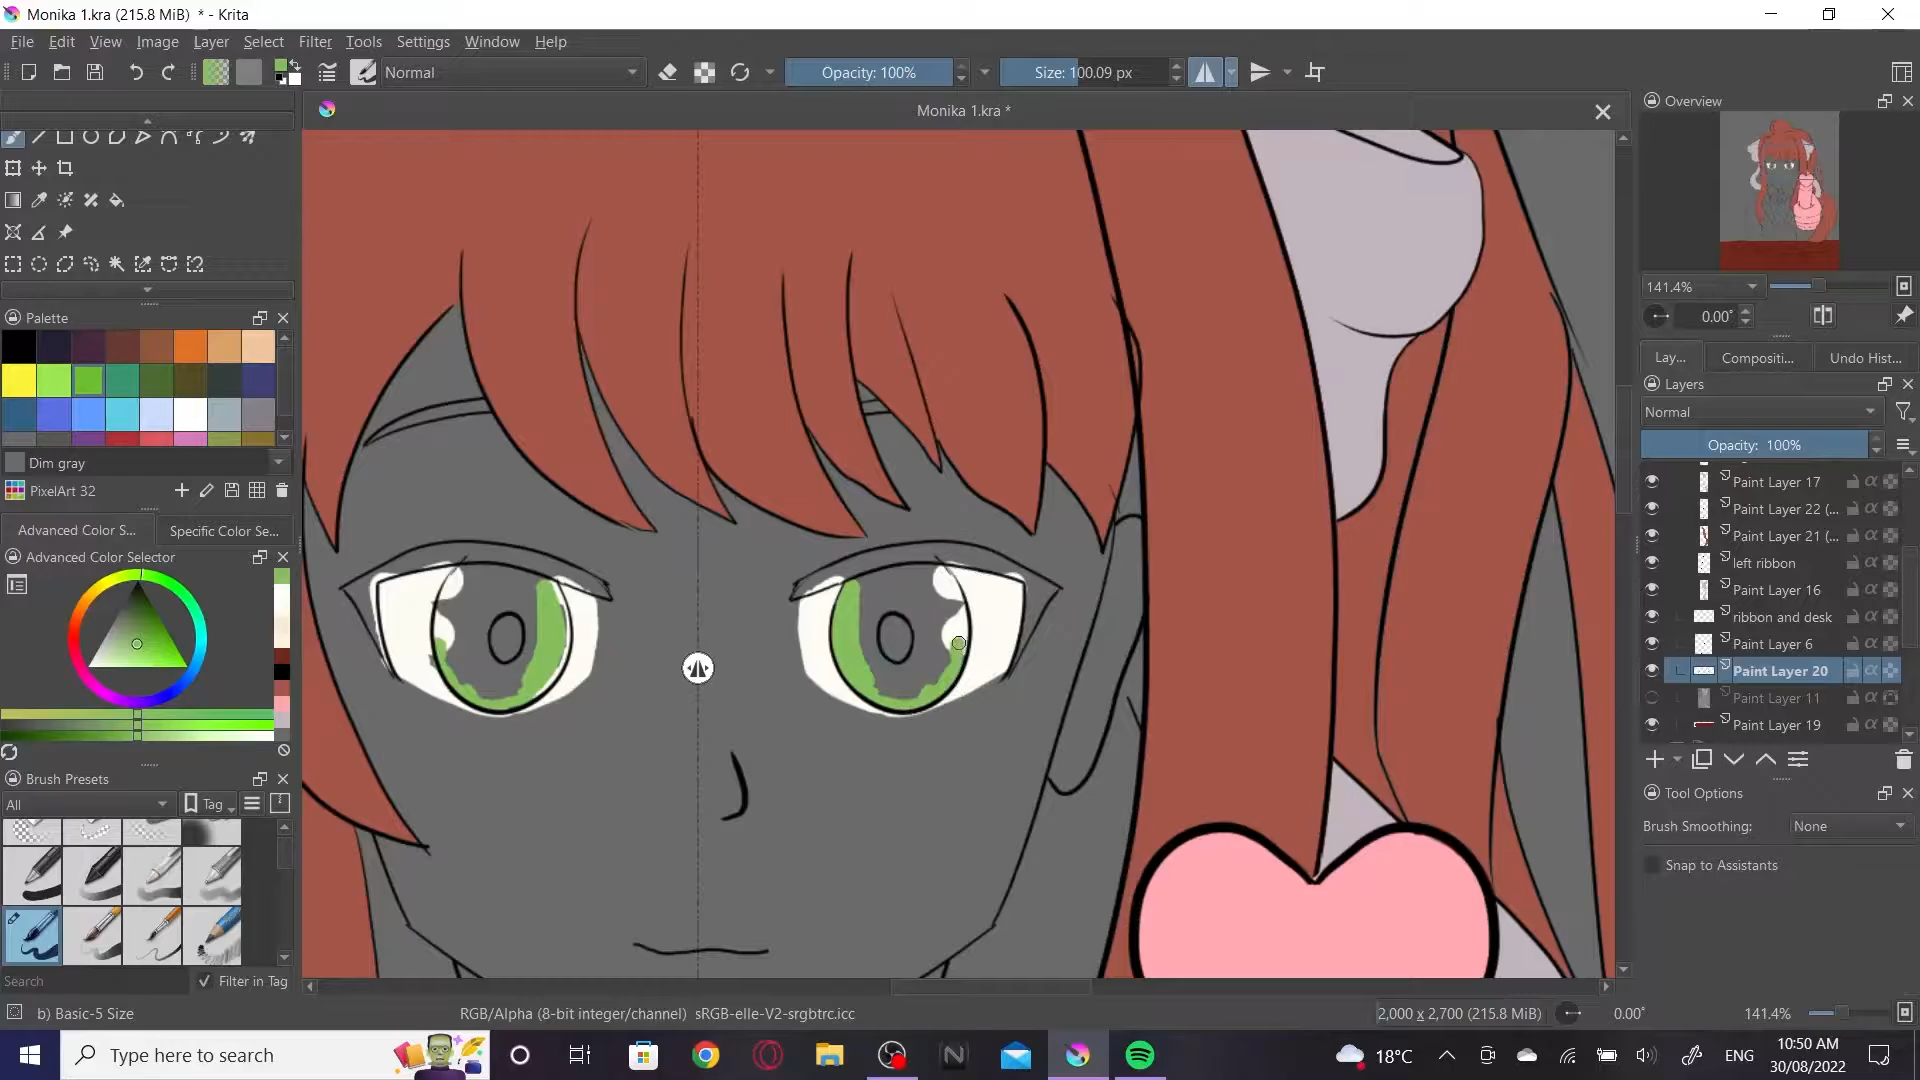 Monika 1.kra (215.8 MiB)  * - Krita
File Edit View Image Layer Select Filter Tools Settings Window Help
Normal Opacity: 100% Size: 100.09 px
Monika 1.kra *
Overview
141.4%
0.00°
Palette
Dim gray
PixelArt 32
Advanced Color S... Specific Color Se...
Advanced Color Selector
Brush Presets
All Tag
Search Filter in Tag
Lay... Compositi... Undo Hist...
Layers
Normal
Opacity: 100%
Paint Layer 17
Paint Layer 22 (...
Paint Layer 21 (...
left ribbon
Paint Layer 16
ribbon and desk
Paint Layer 6
Paint Layer 20
Paint Layer 11
Paint Layer 19
Tool Options
Brush Smoothing: None
Snap to Assistants
b) Basic-5 Size RGB/Alpha (8-bit integer/channel) sRGB-elle-V2-srgbtrc.icc 2,000 x 2,700 (215.8 MiB) 0.00° 141.4%
Type here to search 18°C ENG 10:50 AM
30/08/2022